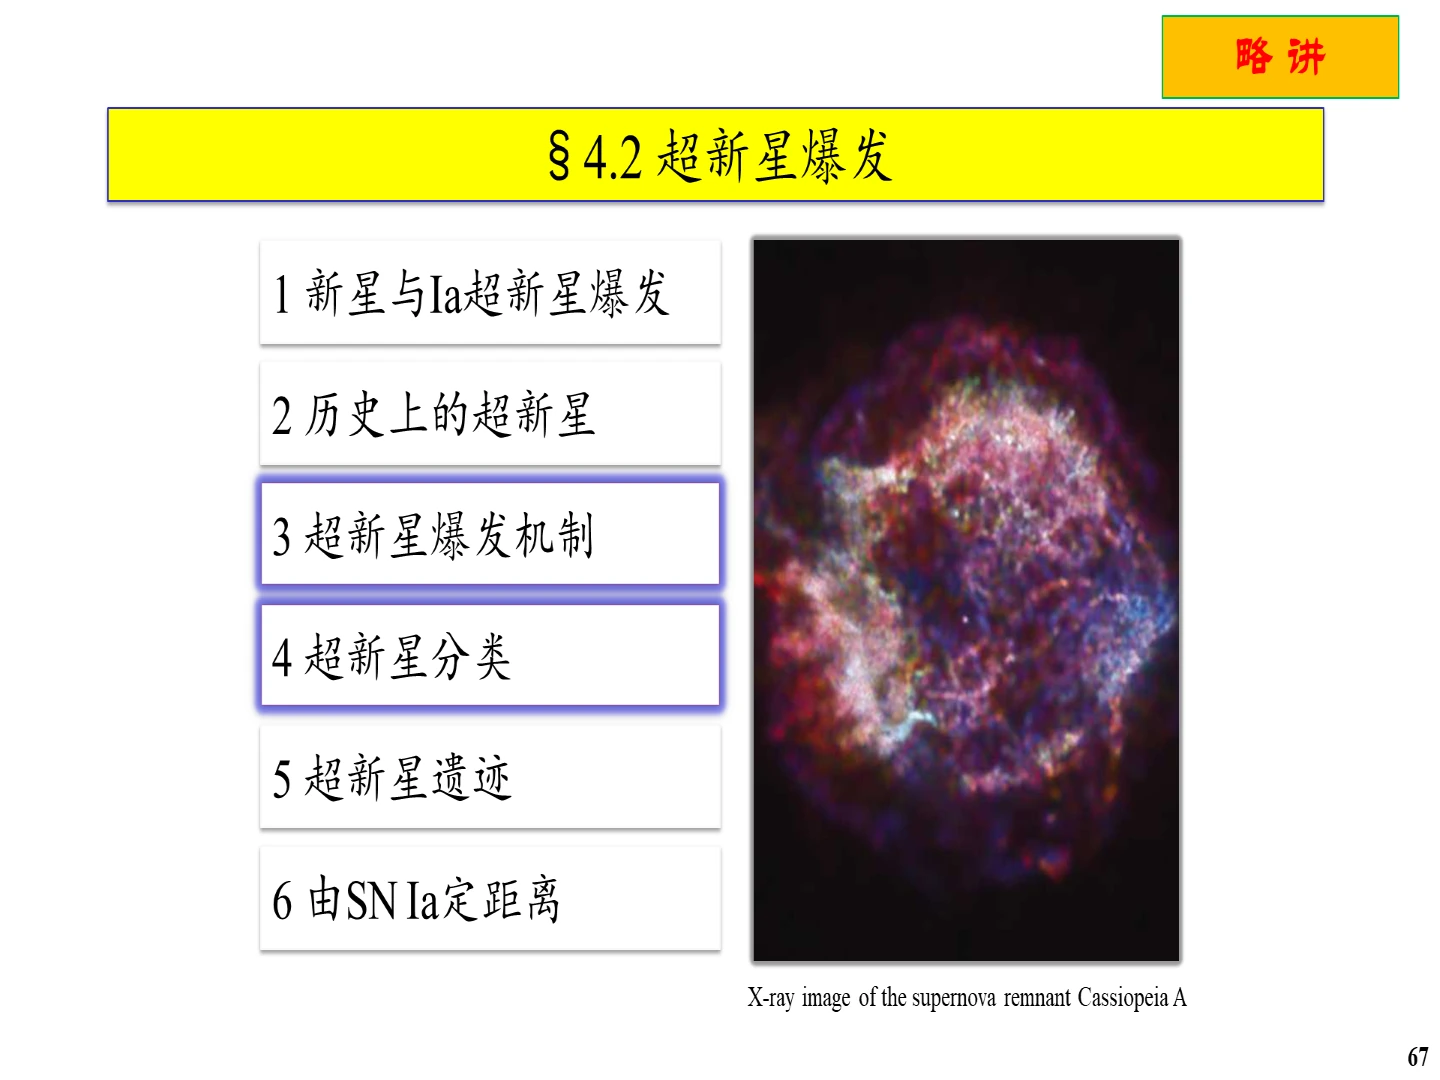 略 讲
§4.2 超新星爆发
1 新星与Ia超新星爆发
2 历史上的超新星
3 超新星爆发机制
4 超新星分类
5 超新星遗迹
6 由SN Ia定距离
X-ray image of the supernova remnant Cassiopeia A
67